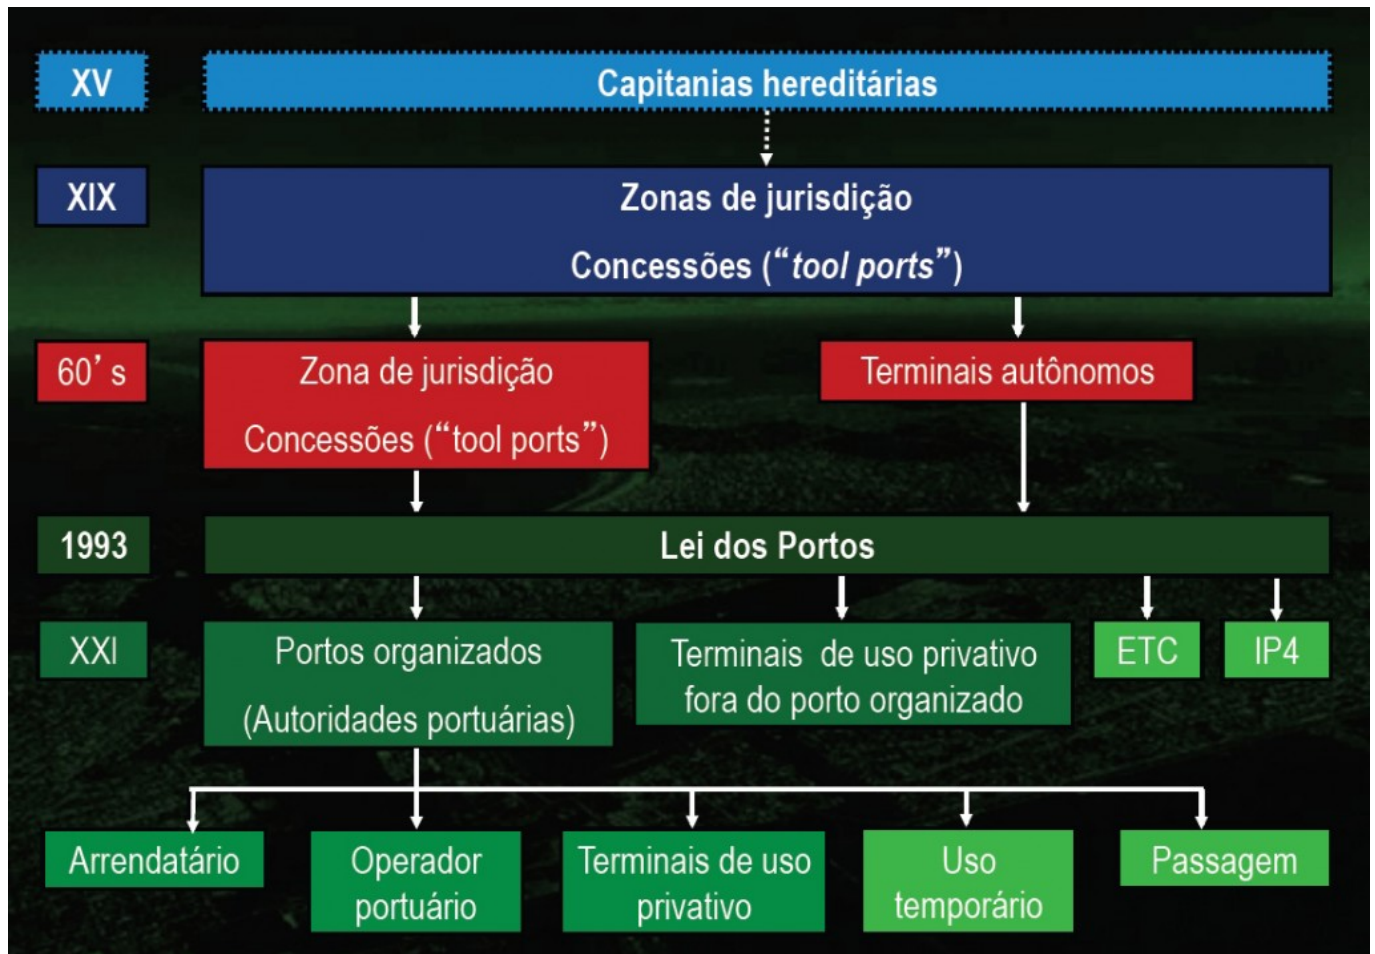 XV
Capitanias hereditárias
XIX
Zonas de jurisdição
Concessões (“tool ports”)
60’s
Zona de jurisdição
Concessões (“tool ports”)
Terminais autônomos
1993
Lei dos Portos
XXI
Portos organizados
(Autoridades portuárias)
Terminais de uso privativo
fora do porto organizado
ETC
IP4
Arrendatário
Operador
portuário
Terminais de uso
privativo
Uso
temporário
Passagem